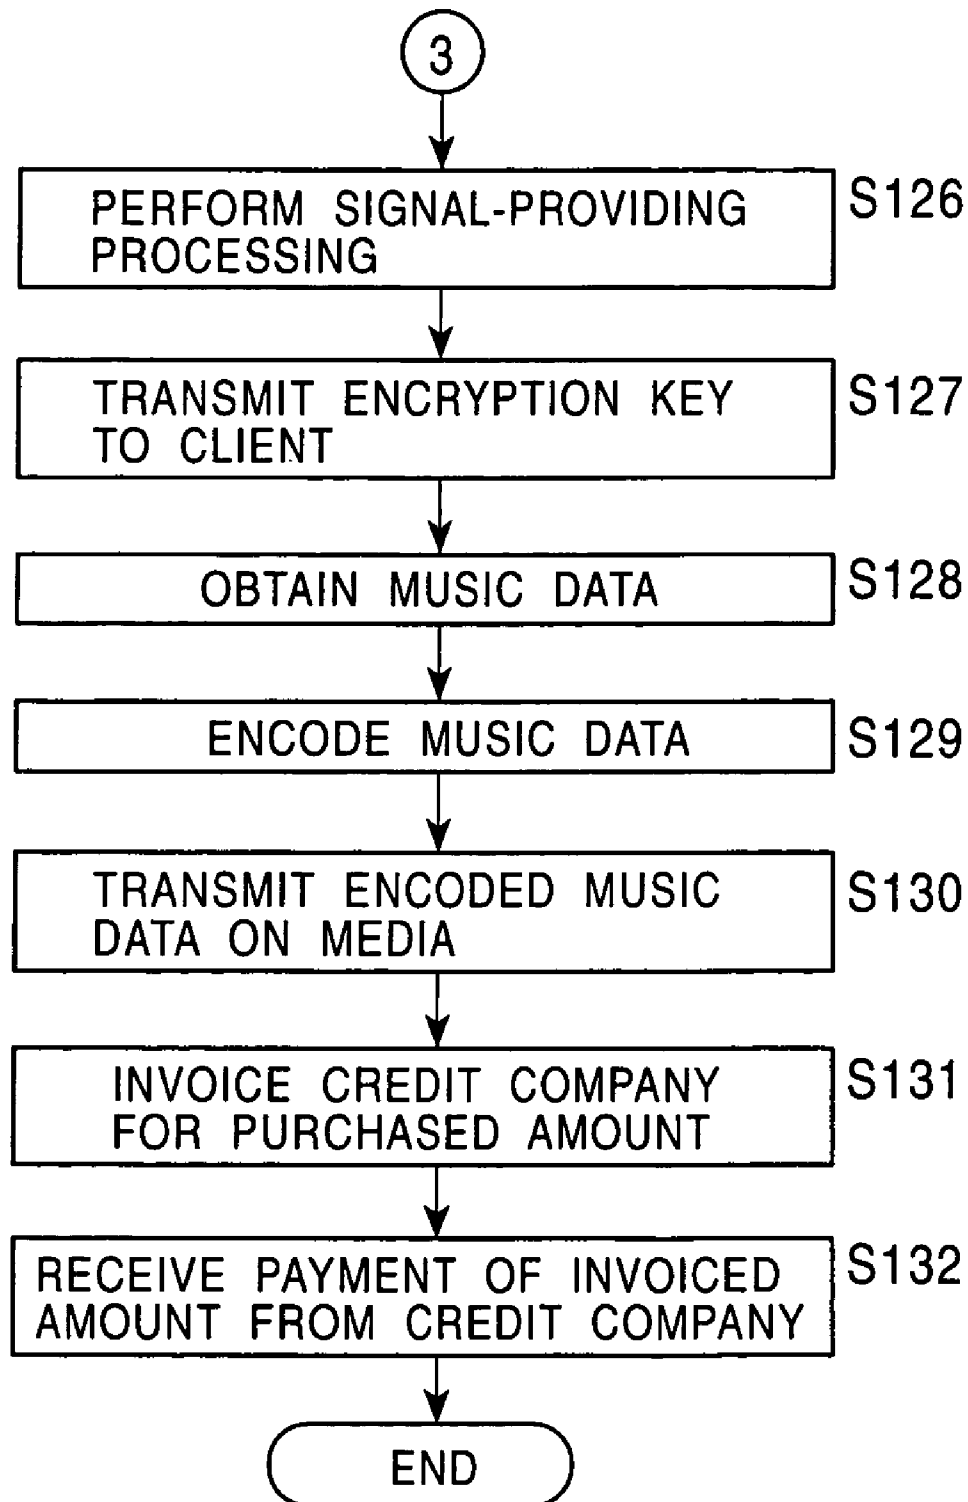 3
PERFORM SIGNAL-PROVIDING
PROCESSING
S126
TRANSMIT ENCRYPTION KEY
TO CLIENT
S127
OBTAIN MUSIC DATA
S128
ENCODE MUSIC DATA
S129
TRANSMIT ENCODED MUSIC
DATA ON MEDIA
S130
INVOICE CREDIT COMPANY
FOR PURCHASED AMOUNT
S131
RECEIVE PAYMENT OF INVOICED
AMOUNT FROM CREDIT COMPANY
S132
END